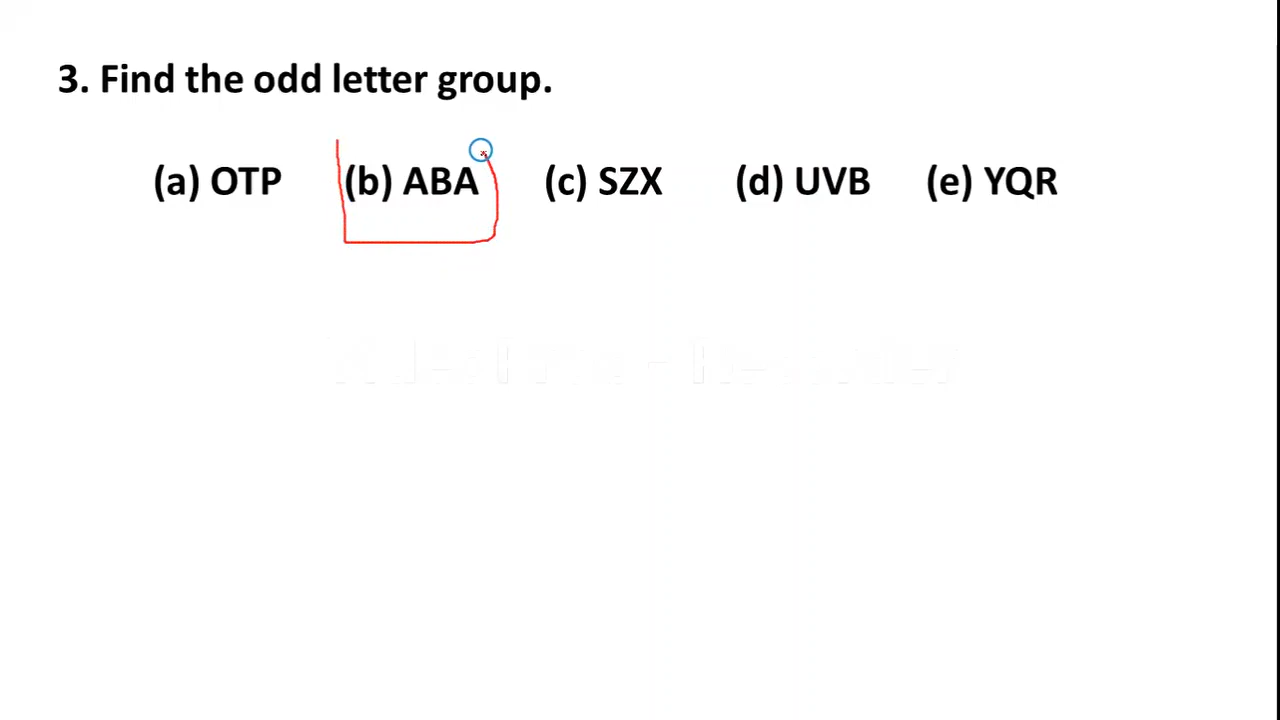 3. Find the odd letter group.
(a) OTP (b) ABA (c) SZX (d) UVB (e) YQR